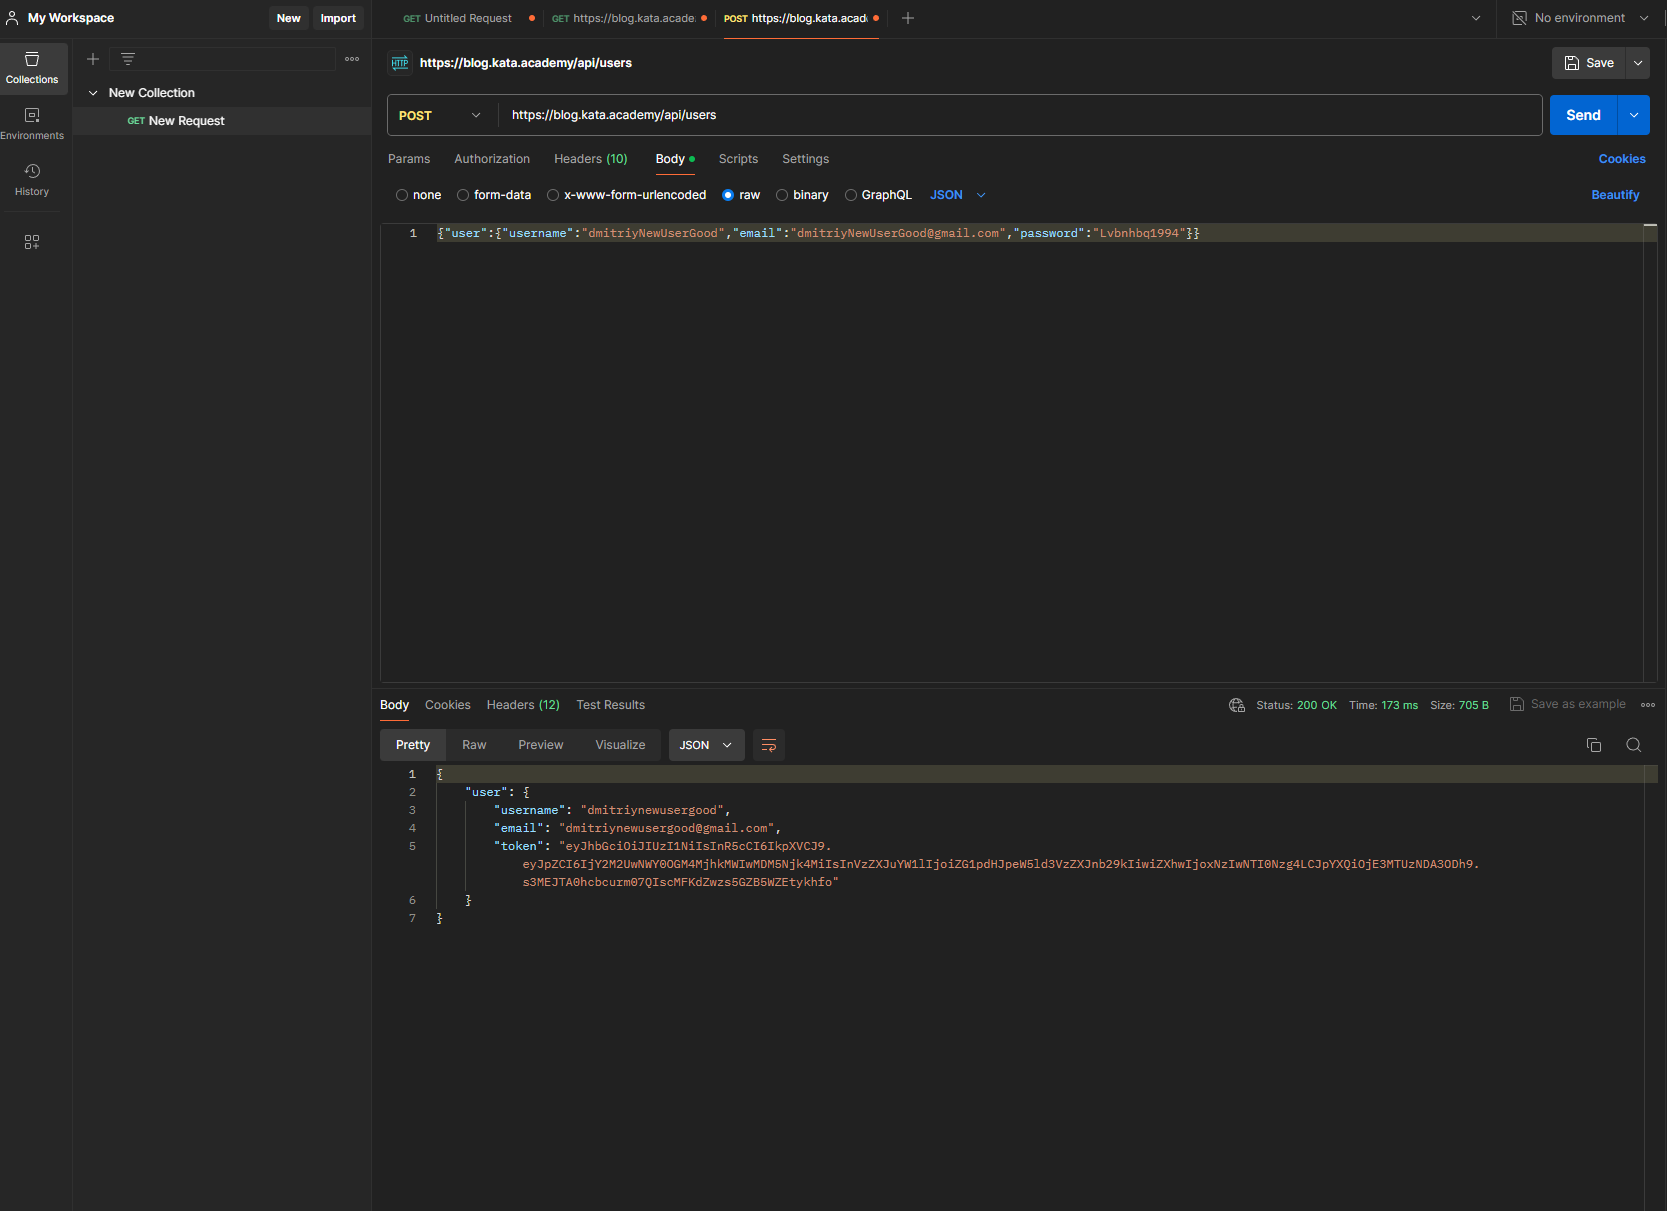 My Workspace
New
Import
GET Untitled Request
GET https://blog.kata.acade
POST https://blog.kata.acad
No environment
Collections
Environments
History
New Collection
GET New Request
HTTP
https://blog.kata.academy/api/users
Save
POST
https://blog.kata.academy/api/users
Send
Params
Authorization
Headers (10)
Body
Scripts
Settings
Cookies
none
form-data
x-www-form-urlencoded
raw
binary
GraphQL
JSON
Beautify
1 {"user":{"username":"dmitriyNewUserGood","email":"dmitriyNewUserGood@gmail.com","password":"Lvbnhbq1994"}}
Body
Cookies
Headers (12)
Test Results
Status: 200 OK
Time: 173 ms
Size: 705 B
Save as example
Pretty
Raw
Preview
Visualize
JSON
1 {
2 "user": {
3 "username": "dmitriynewusergood",
4 "email": "dmitriynewusergood@gmail.com",
5 "token": "eyJhbGciOiJIUzI1NiIsInR5cCI6IkpXVCJ9.
eyJpZCI6IjY2M2UwNWY0OGM4MjhkMWIwMDM5Njk4MiIsInVzZXJuYW1lIjoiZG1pdHJpeW5ld3VzZXJnb29kIiwiZXhwIjoxNzIwNTI0Nzg4LCJpYXQiOjE3MTUzNDA3ODh9.
s3MEJTA0hcbcurm07QIscMFKdZwzs5GZB5WZEtykhfo"
6 }
7 }